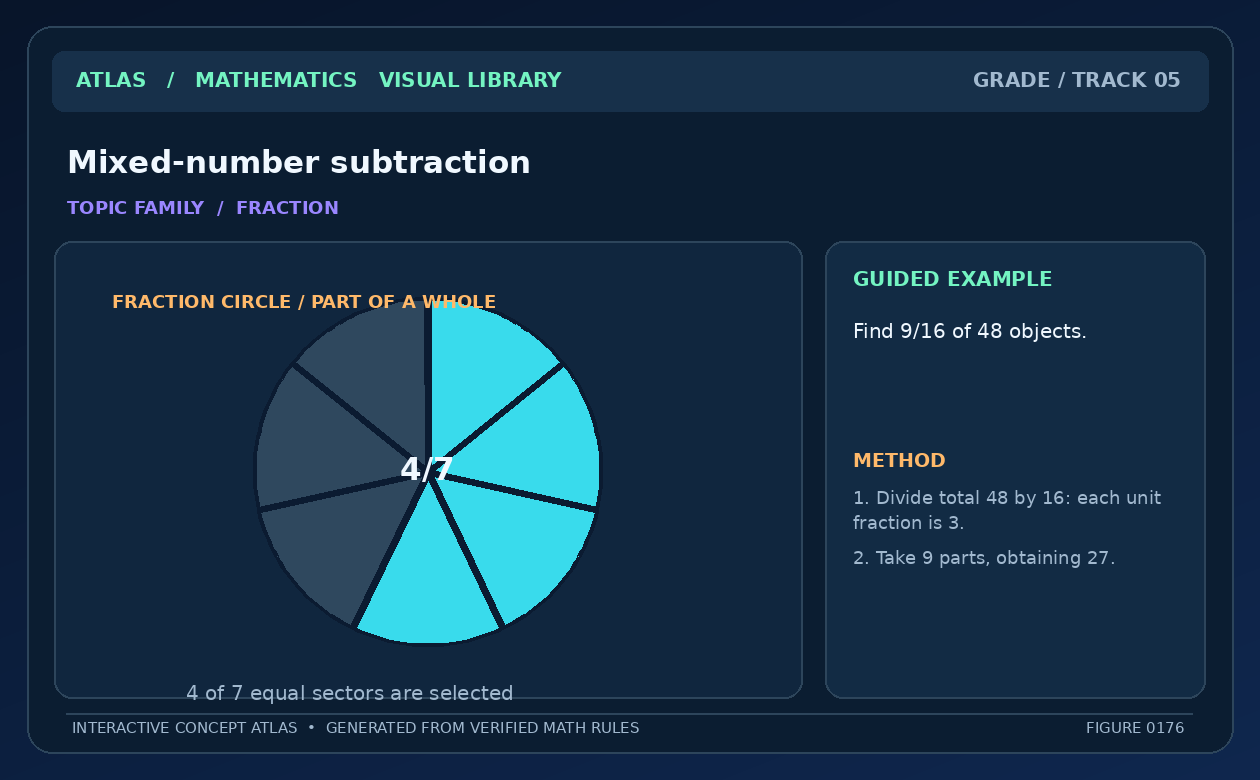 ATLAS / MATHEMATICS VISUAL LIBRARY
GRADE / TRACK 05
Mixed-number subtraction
TOPIC FAMILY / FRACTION
FRACTION CIRCLE / PART OF A WHOLE
4/7
4 of 7 equal sectors are selected
GUIDED EXAMPLE
Find 9/16 of 48 objects.
METHOD
1. Divide total 48 by 16: each unit
fraction is 3.
2. Take 9 parts, obtaining 27.
INTERACTIVE CONCEPT ATLAS • GENERATED FROM VERIFIED MATH RULES
FIGURE 0176